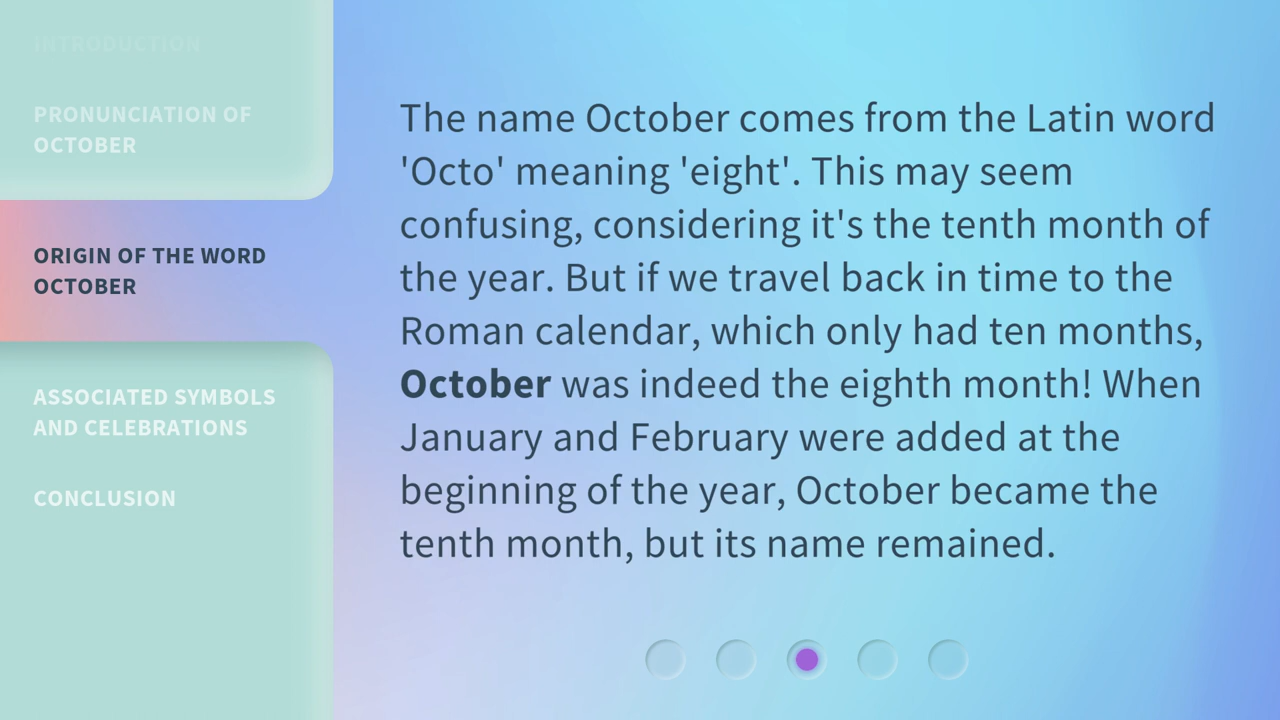 INTRODUCTION
PRONUNCIATION OF
OCTOBER
ORIGIN OF THE WORD
OCTOBER
ASSOCIATED SYMBOLS
AND CELEBRATIONS
CONCLUSION
The name October comes from the Latin word
'Octo' meaning 'eight'. This may seem
confusing, considering it's the tenth month of
the year. But if we travel back in time to the
Roman calendar, which only had ten months,
October was indeed the eighth month! When
January and February were added at the
beginning of the year, October became the
tenth month, but its name remained.